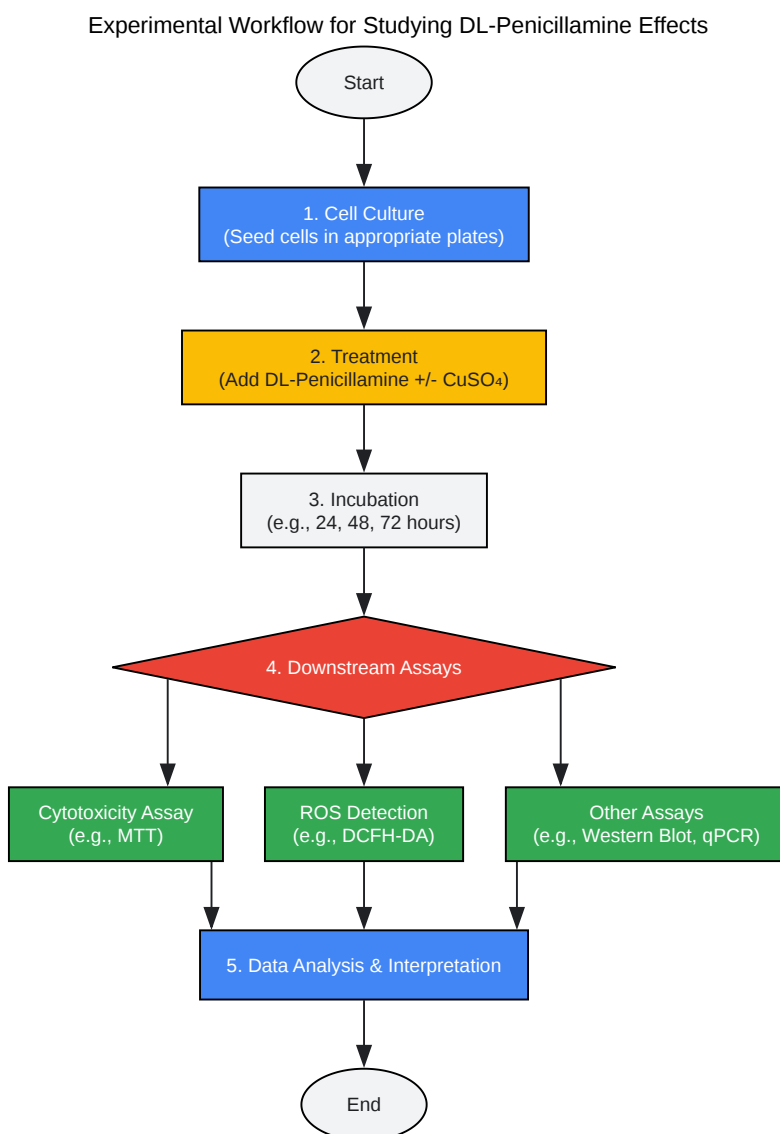 Experimental Workflow for Studying DL-Penicillamine Effects
Start
1. Cell Culture
(Seed cells in appropriate plates)
2. Treatment
(Add DL-Penicillamine +/- CuSO₄)
3. Incubation
(e.g., 24, 48, 72 hours)
4. Downstream Assays
Cytotoxicity Assay
(e.g., MTT)
ROS Detection
(e.g., DCFH-DA)
Other Assays
(e.g., Western Blot, qPCR)
5. Data Analysis & Interpretation
End